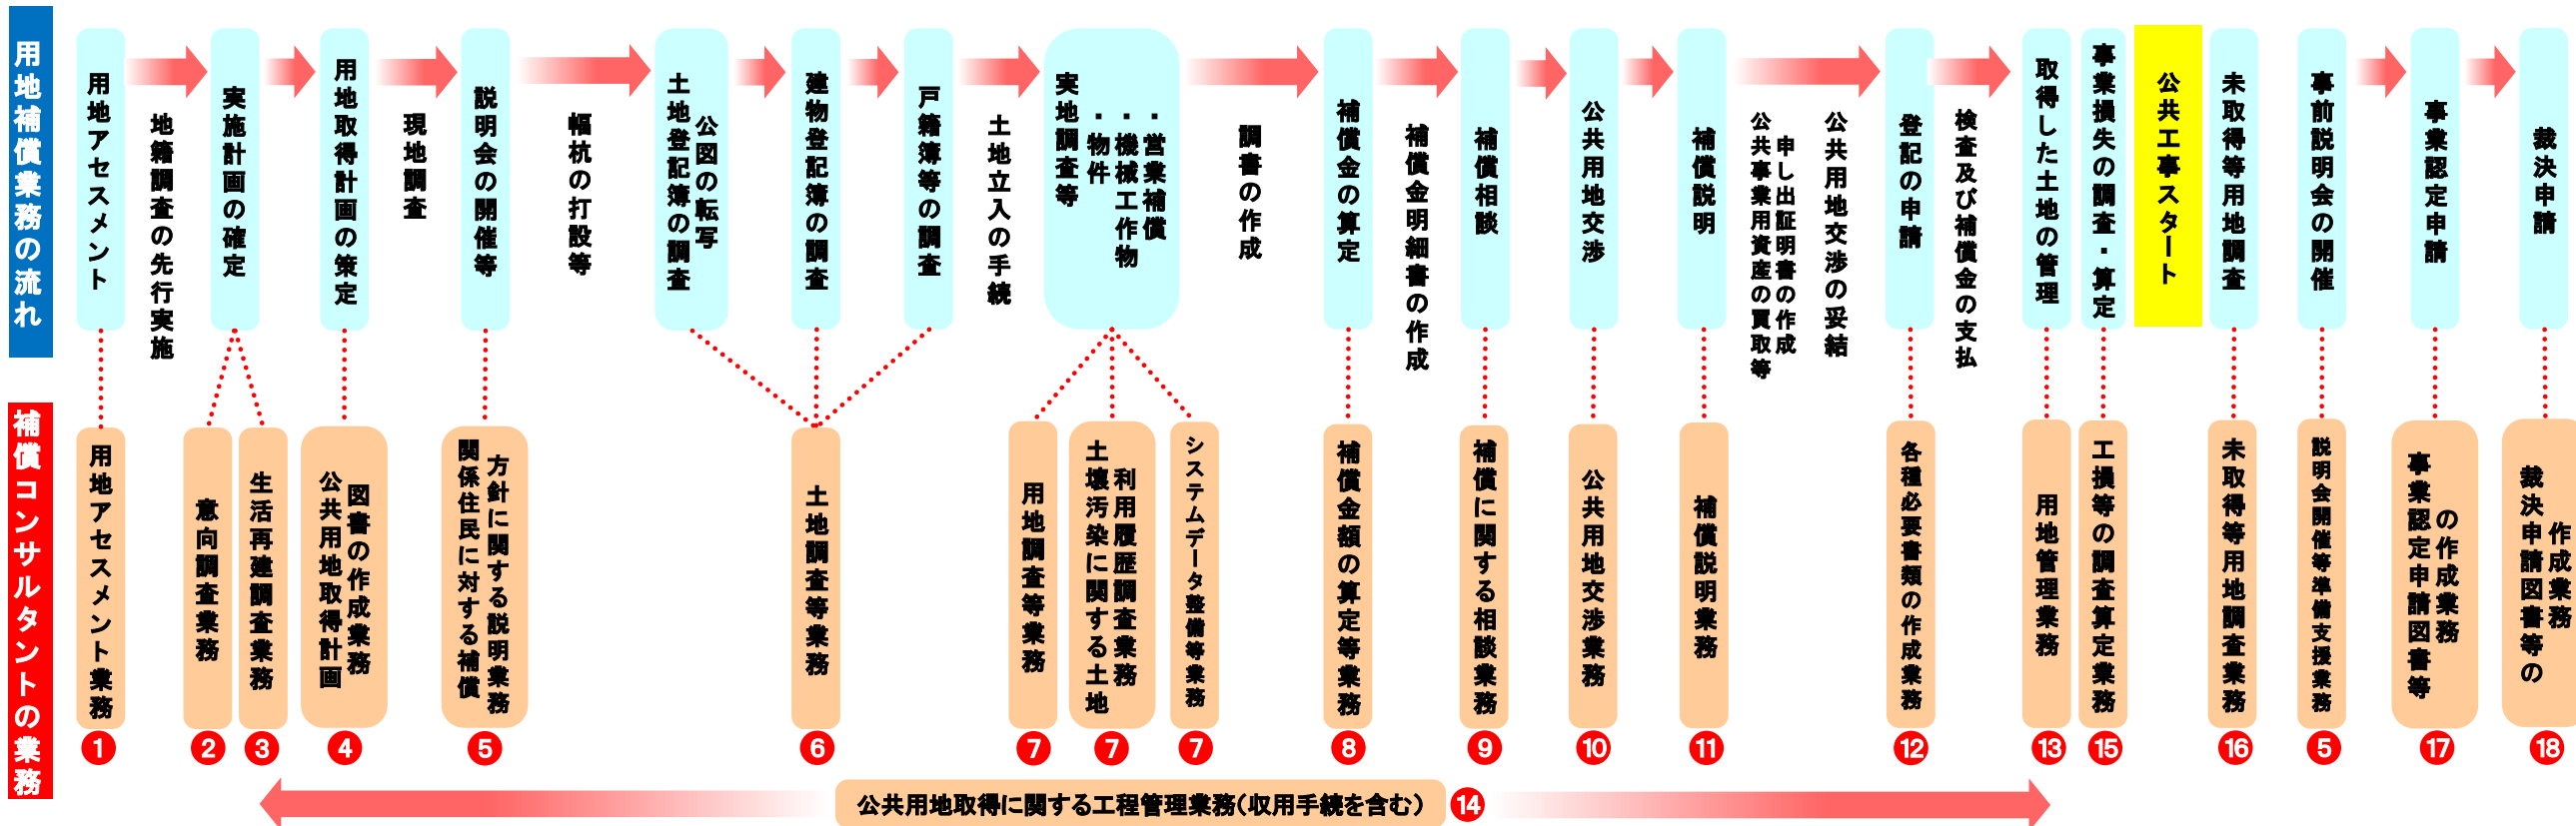 用地補償業務の流れ
用地アセスメント
地籍調査の先行実施
実施計画の確定
用地取得計画の策定
現地調査
説明会の開催等
幅杭の打設等
公図の転写
土地登記簿の調査
建物登記簿の調査
戸籍簿等の調査
土地立入の手続
・営業補償
・機械工作物
・物件
実地調査等
調書の作成
補償金の算定
補償金明細書の作成
補償相談
公共用地交渉
補償説明
公共事業用資産の買取等
申し出証明書の作成
公共用地交渉の妥結
登記の申請
検査及び補償金の支払
取得した土地の管理
事業損失の調査・算定
公共工事スタート
未取得等用地調査
事前説明会の開催
事業認定申請
裁決申請
補償コンサルタントの業務
用地アセスメント業務
1
意向調査業務
2
生活再建調査業務
3
公共用地取得計画
図書の作成業務
4
関係住民に対する補償
方針に関する説明業務
5
土地調査等業務
6
用地調査等業務
7
土壌汚染に関する土地
利用履歴調査業務
7
システムデータ整備等業務
7
補償金額の算定等業務
8
補償に関する相談業務
9
公共用地交渉業務
10
補償説明業務
11
各種必要書類の作成業務
12
用地管理業務
13
工損等の調査算定業務
15
未取得等用地調査業務
16
説明会開催等準備支援業務
5
事業認定申請図書等
の作成業務
17
裁決申請図書等の
作成業務
18
公共用地取得に関する工程管理業務(収用手続を含む)
14